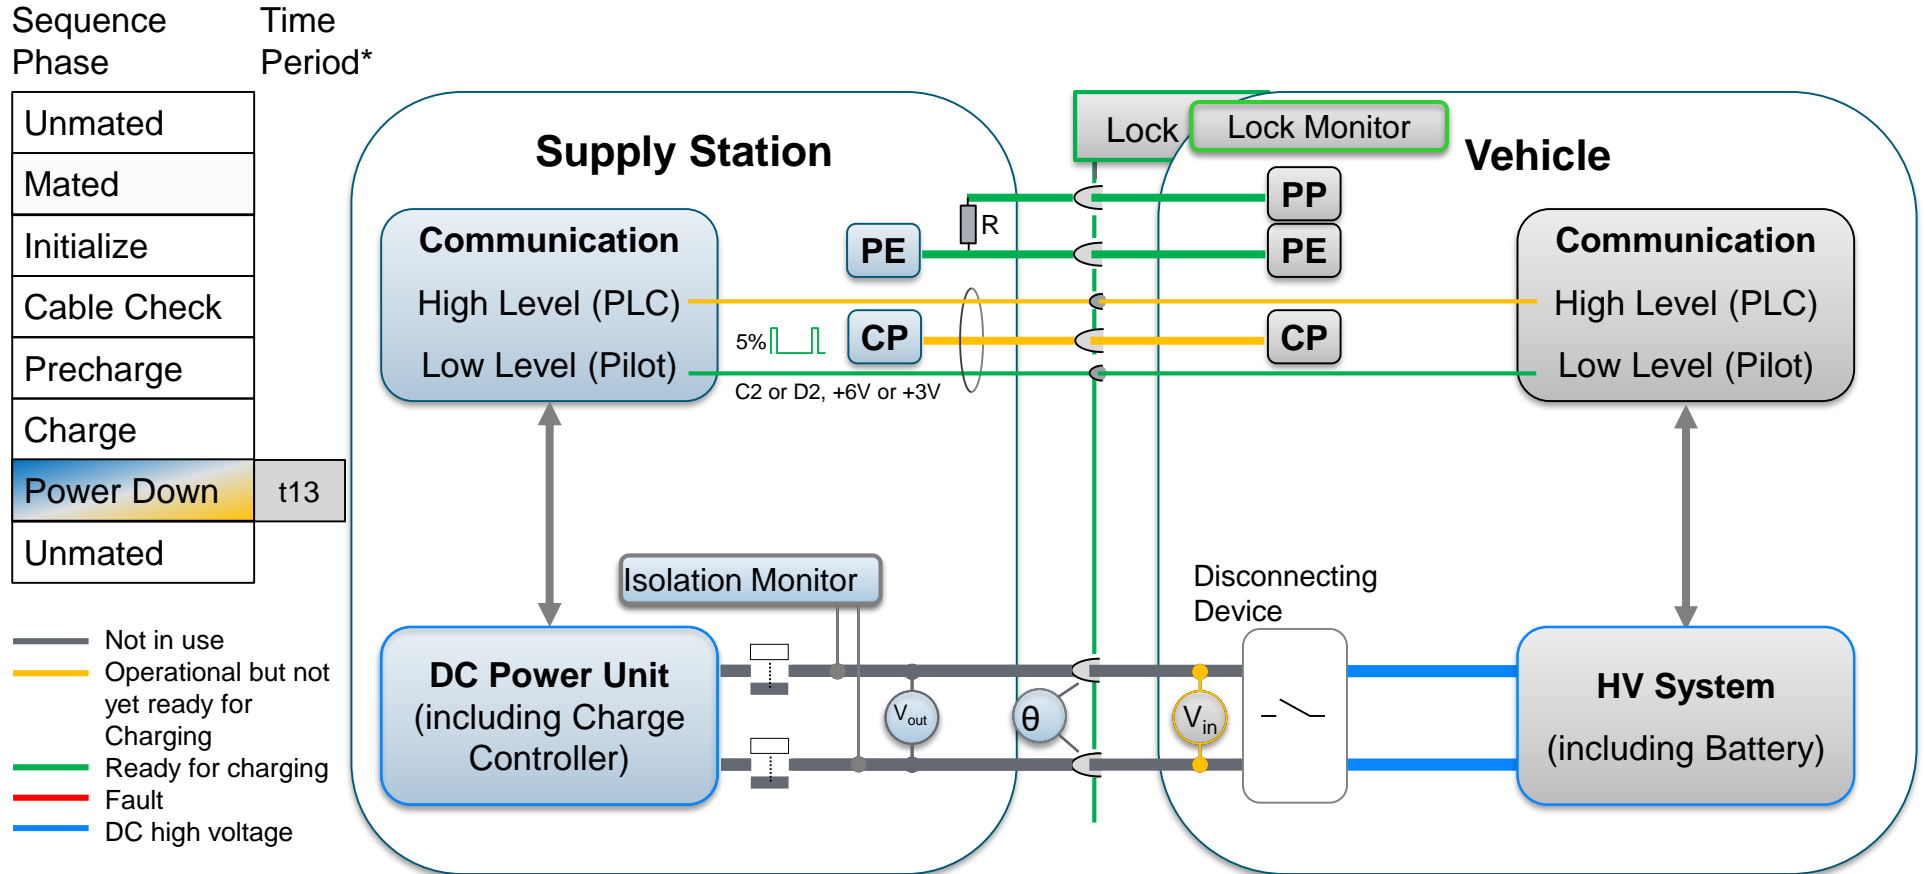 Sequence
Phase
Time
Period*
Unmated
Mated
Initialize
Cable Check
Precharge
Charge
Power Down
t13
Unmated
Not in use
Operational but not
yet ready for
Charging
Ready for charging
Fault
DC high voltage
Supply Station
Communication
High Level (PLC)
Low Level (Pilot)
PE
R
5%
CP
C2 or D2, +6V or +3V
Isolation Monitor
DC Power Unit
(including Charge
Controller)
Vout
θ
Lock
Lock Monitor
Vehicle
PP
PE
CP
Communication
High Level (PLC)
Low Level (Pilot)
Disconnecting
Device
Vin
HV System
(including Battery)